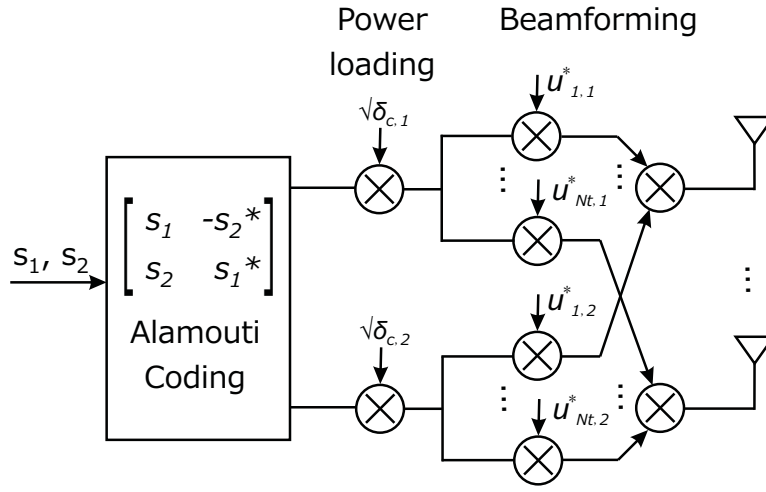 Power
loading
Beamforming
√δc,1
u*1,1
⋮
⋮
u*Nt,1
s1, s2
[ s1 -s2* ]
[ s2 s1* ]
Alamouti
Coding
⋮
√δc,2
u*1,2
⋮
⋮
u*Nt,2